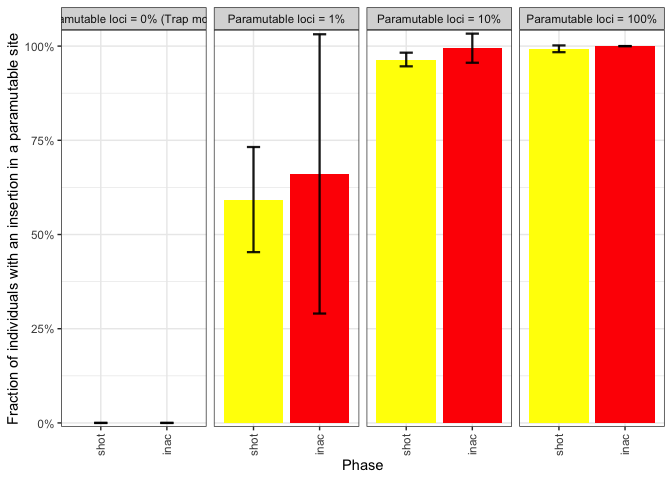 amutable loci = 0% (Trap mo
Paramutable loci = 1%
Paramutable loci = 10%
Paramutable loci = 100%
Fraction of individuals with an insertion in a paramutable site
100%
75%
50%
25%
0%
shot
inac
shot
inac
shot
inac
shot
inac
Phase